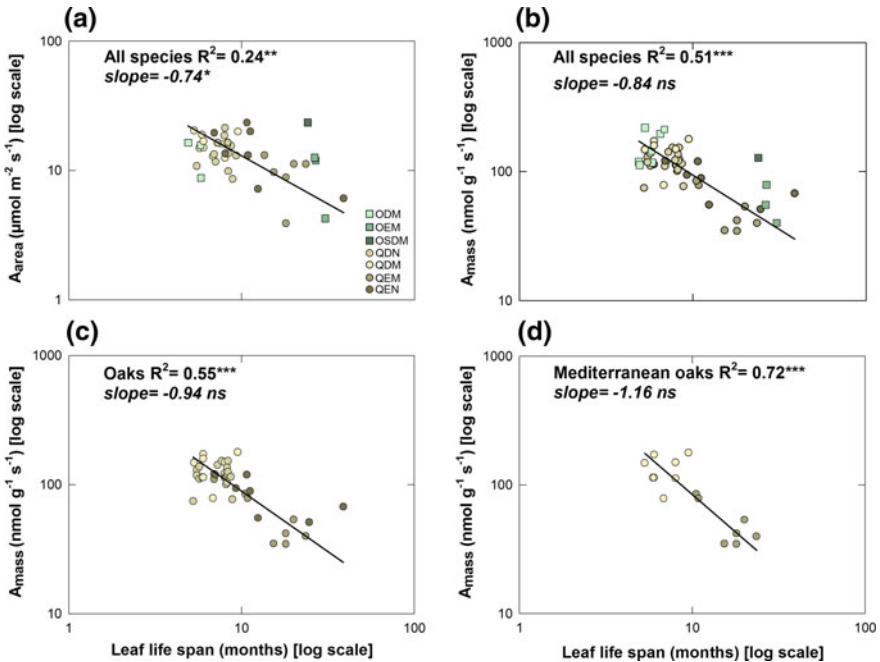 (a)
All species R² = 0.24**
slope= -0.74*
A_area (µmol m⁻² s⁻¹) [log scale]
100
10
1
ODM
OEM
OSDM
QDN
QDM
QEM
QEN
(b)
All species R²= 0.51***
slope= -0.84 ns
A_mass (nmol g⁻¹ s⁻¹) [log scale]
1000
100
10
(c)
Oaks R²= 0.55***
slope= -0.94 ns
A_mass (nmol g⁻¹ s⁻¹) [log scale]
1000
100
10
1 10 100
Leaf life span (months) [log scale]
(d)
Mediterranean oaks R²= 0.72***
slope= -1.16 ns
A_mass (nmol g⁻¹ s⁻¹) [log scale]
1000
100
10
1 10 100
Leaf life span (months) [log scale]